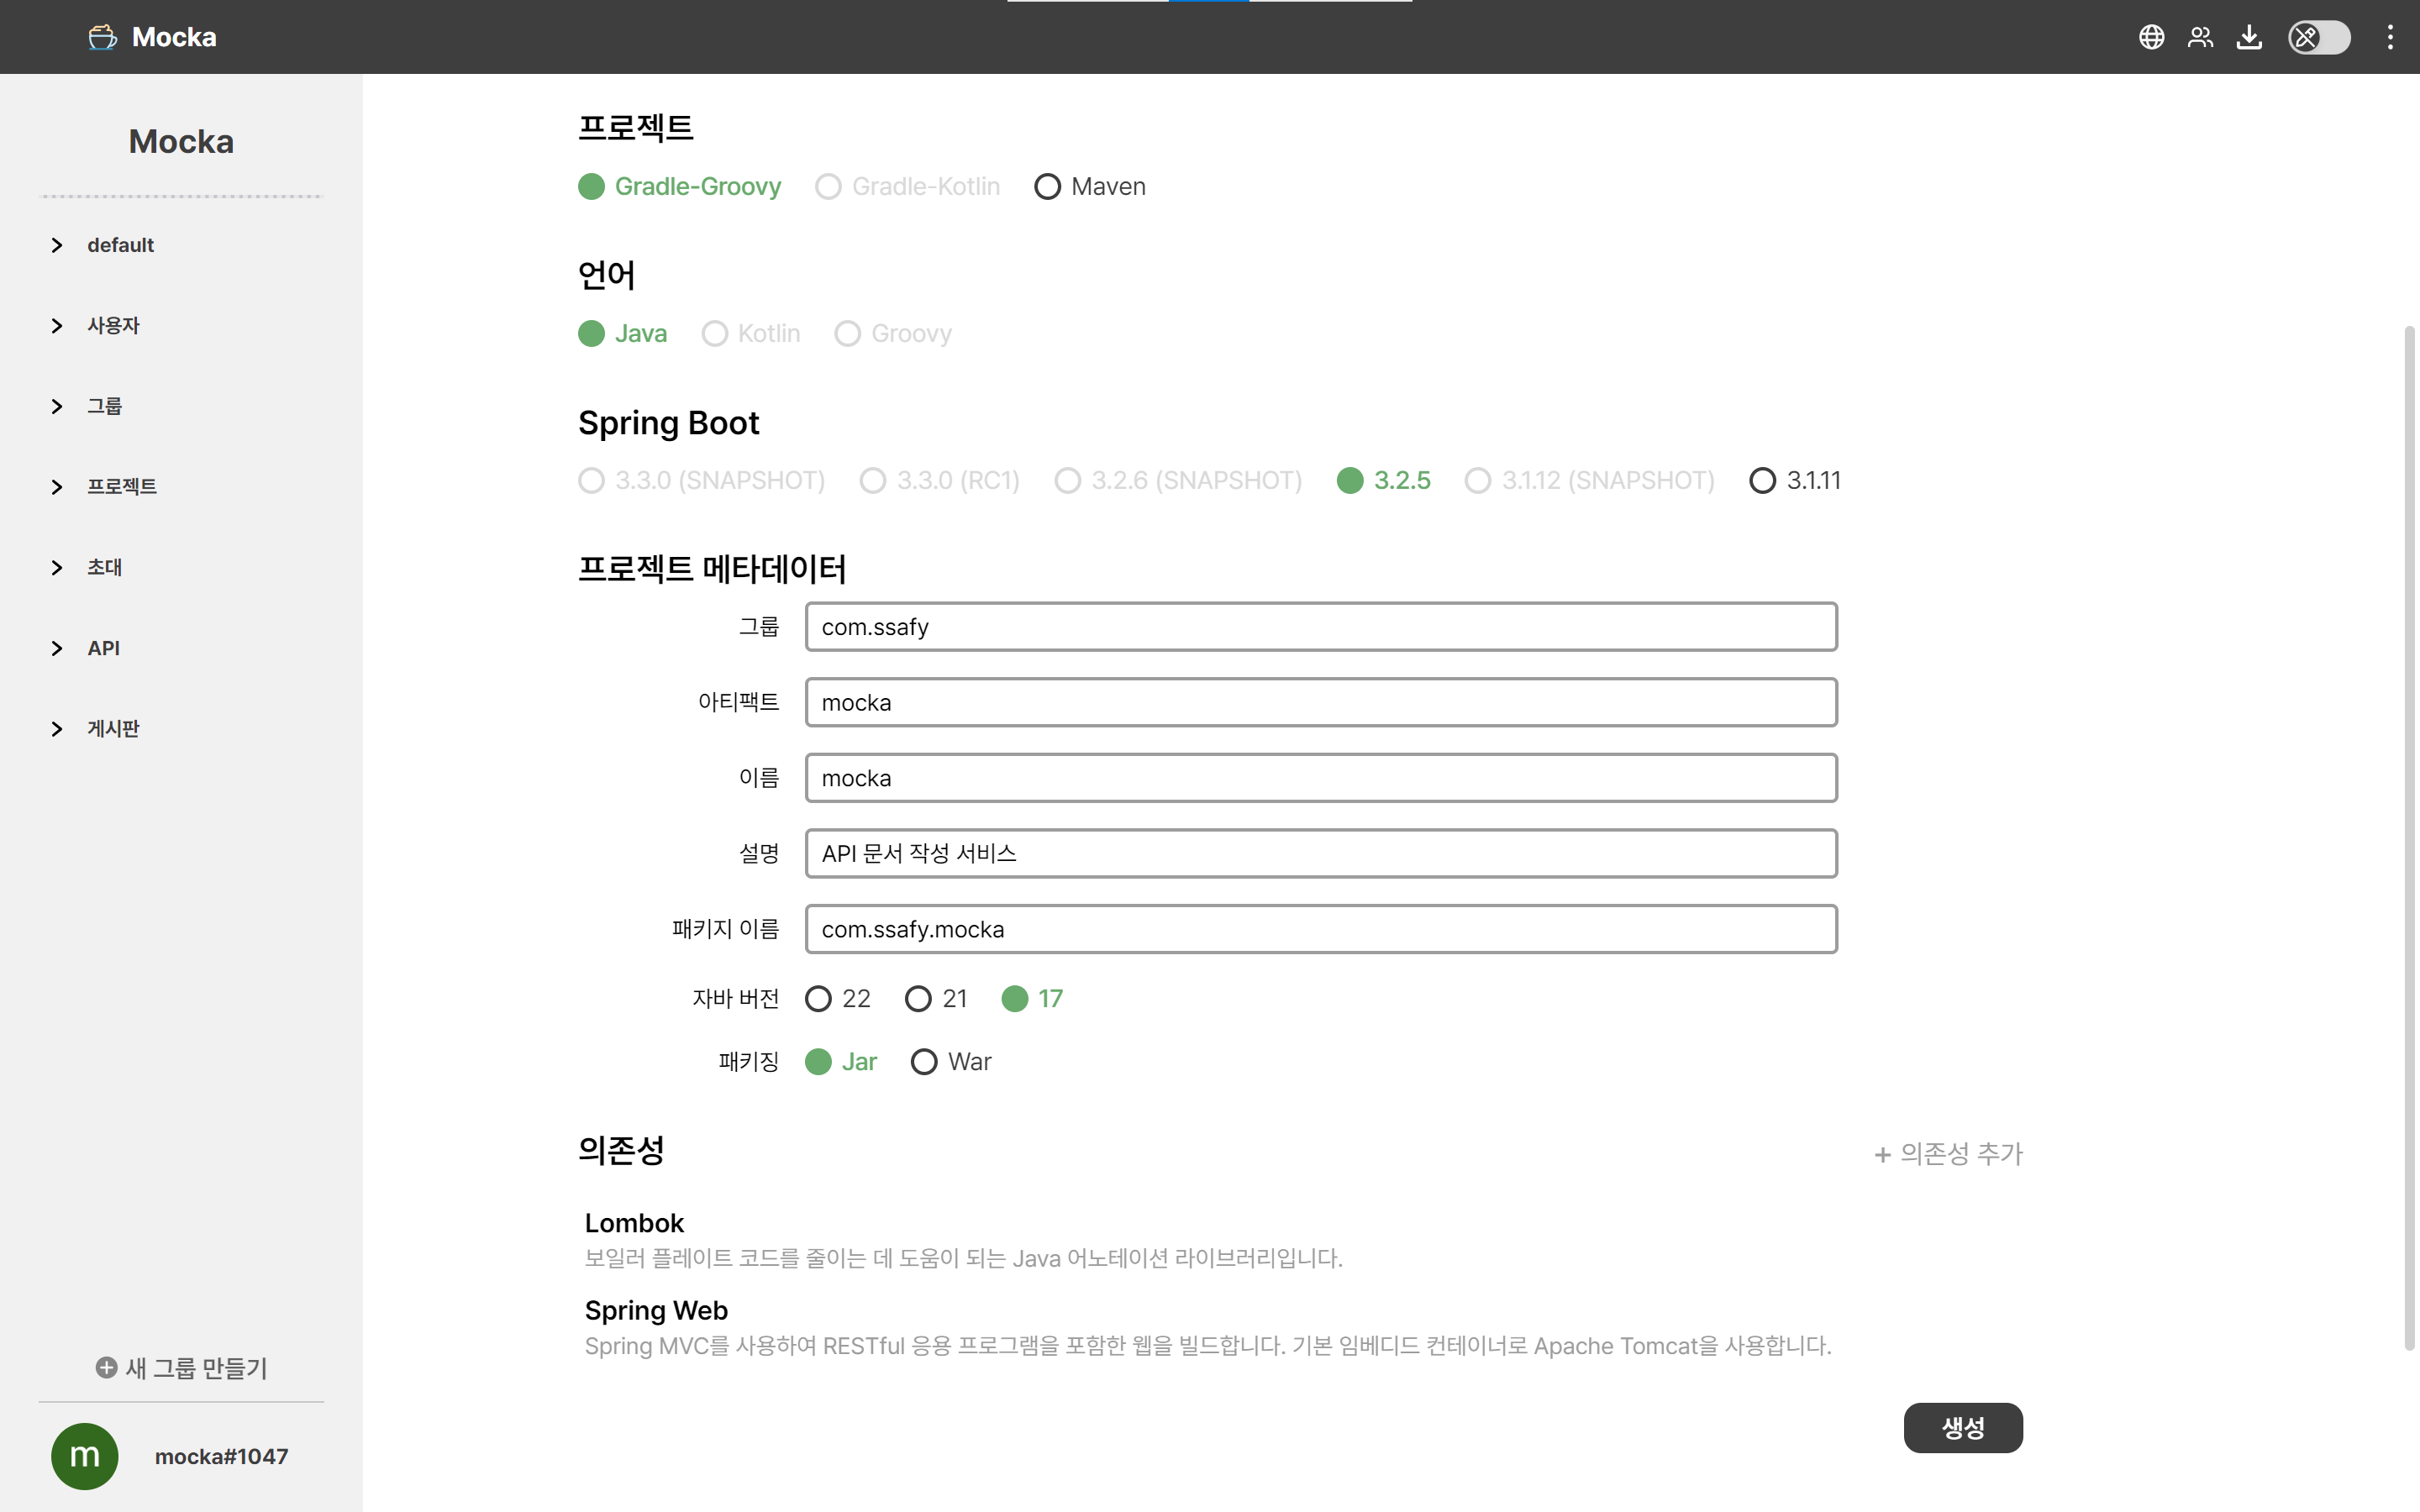 Mocka
Mocka
default
사용자
그룹
프로젝트
초대
API
게시판
새 그룹 만들기
m
mocka#1047
프로젝트
Gradle-Groovy Gradle-Kotlin Maven
언어
Java Kotlin Groovy
Spring Boot
3.3.0 (SNAPSHOT) 3.3.0 (RC1) 3.2.6 (SNAPSHOT) 3.2.5 3.1.12 (SNAPSHOT) 3.1.11
프로젝트 메타데이터
그룹 com.ssafy
아티팩트 mocka
이름 mocka
설명 API 문서 작성 서비스
패키지 이름 com.ssafy.mocka
자바 버전 22 21 17
패키징 Jar War
의존성 + 의존성 추가
Lombok
보일러 플레이트 코드를 줄이는 데 도움이 되는 Java 어노테이션 라이브러리입니다.
Spring Web
Spring MVC를 사용하여 RESTful 응용 프로그램을 포함한 웹을 빌드합니다. 기본 임베디드 컨테이너로 Apache Tomcat을 사용합니다.
생성